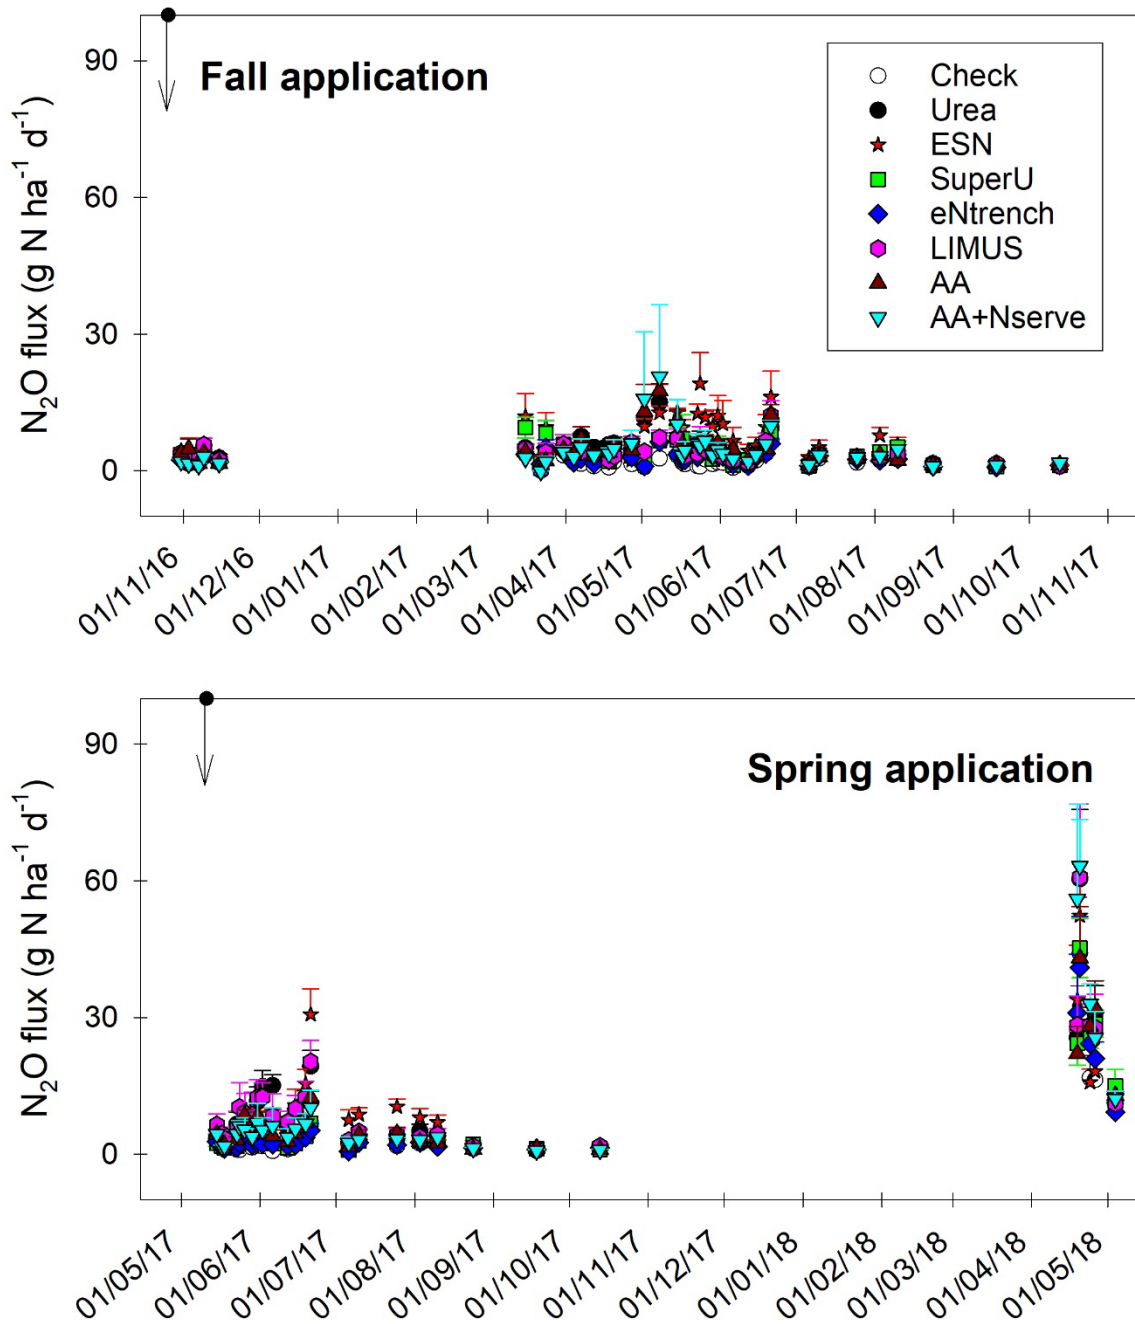 Fall application
N₂O flux (g N ha⁻¹ d⁻¹)
90
60
30
0
Check
Urea
ESN
SuperU
eNtrench
LIMUS
AA
AA+Nserve
01/11/16
01/12/16
01/01/17
01/02/17
01/03/17
01/04/17
01/05/17
01/06/17
01/07/17
01/08/17
01/09/17
01/10/17
01/11/17
Spring application
N₂O flux (g N ha⁻¹ d⁻¹)
90
60
30
0
01/05/17
01/06/17
01/07/17
01/08/17
01/09/17
01/10/17
01/11/17
01/12/17
01/01/18
01/02/18
01/03/18
01/04/18
01/05/18